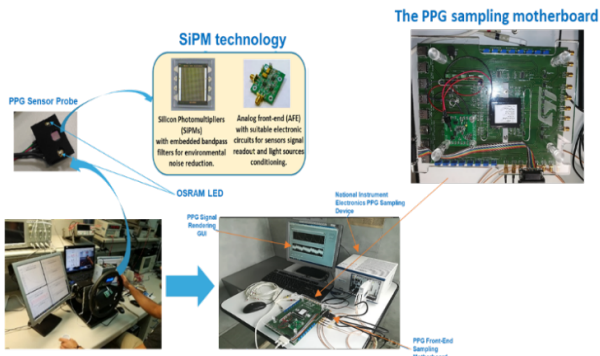 The PPG sampling motherboard
SiPM technology
PPG Sensor Probe
Silicon Photomultipliers
(SiPMs)
with embedded bandpass
filters for environmental
noise reduction.
Analog front-end (AFE)
with suitable electronic
circuits for sensors signal
readout and light sources
conditioning.
OSRAM LED
National Instrument
Electronics PPG Sampling
Device
PPG Signal
Rendering
GUI
PPG Front-End
Sampling